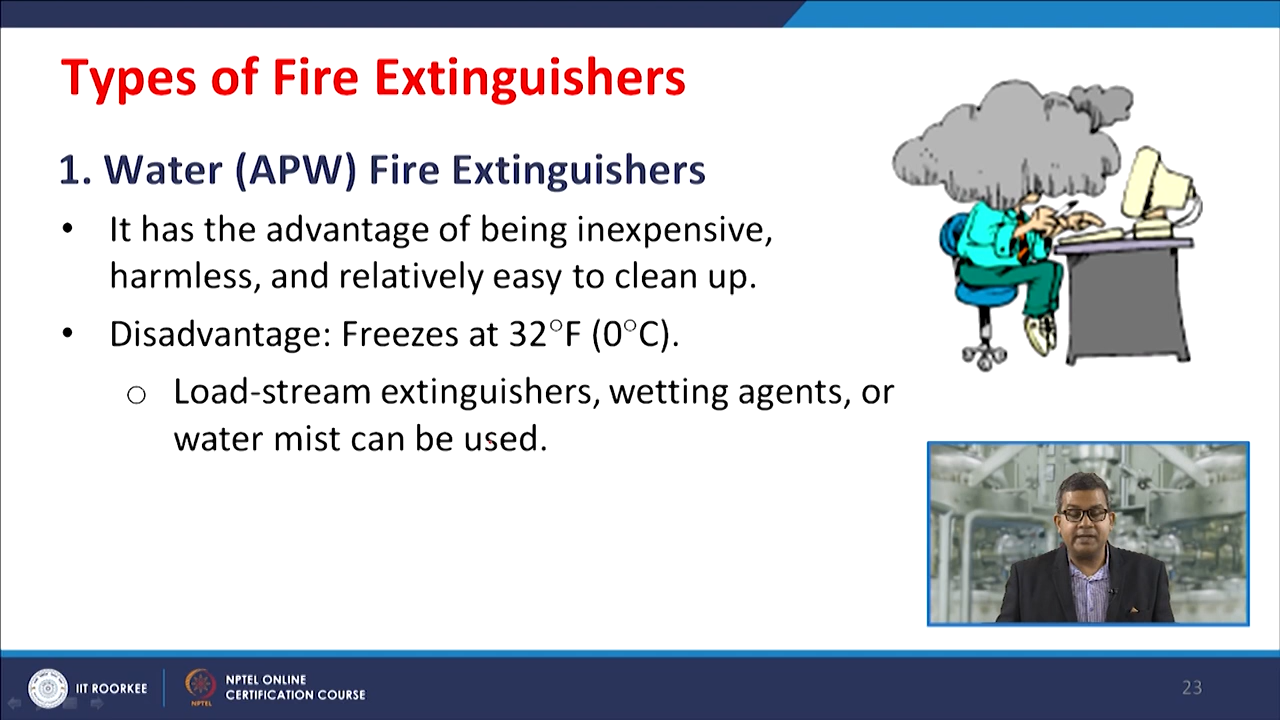 Types of Fire Extinguishers
1. Water (APW) Fire Extinguishers
• It has the advantage of being inexpensive,
harmless, and relatively easy to clean up.
• Disadvantage: Freezes at 32°F (0°C).
o Load-stream extinguishers, wetting agents, or
water mist can be used.
IIT ROORKEE
NPTEL
NPTEL ONLINE
CERTIFICATION COURSE
23